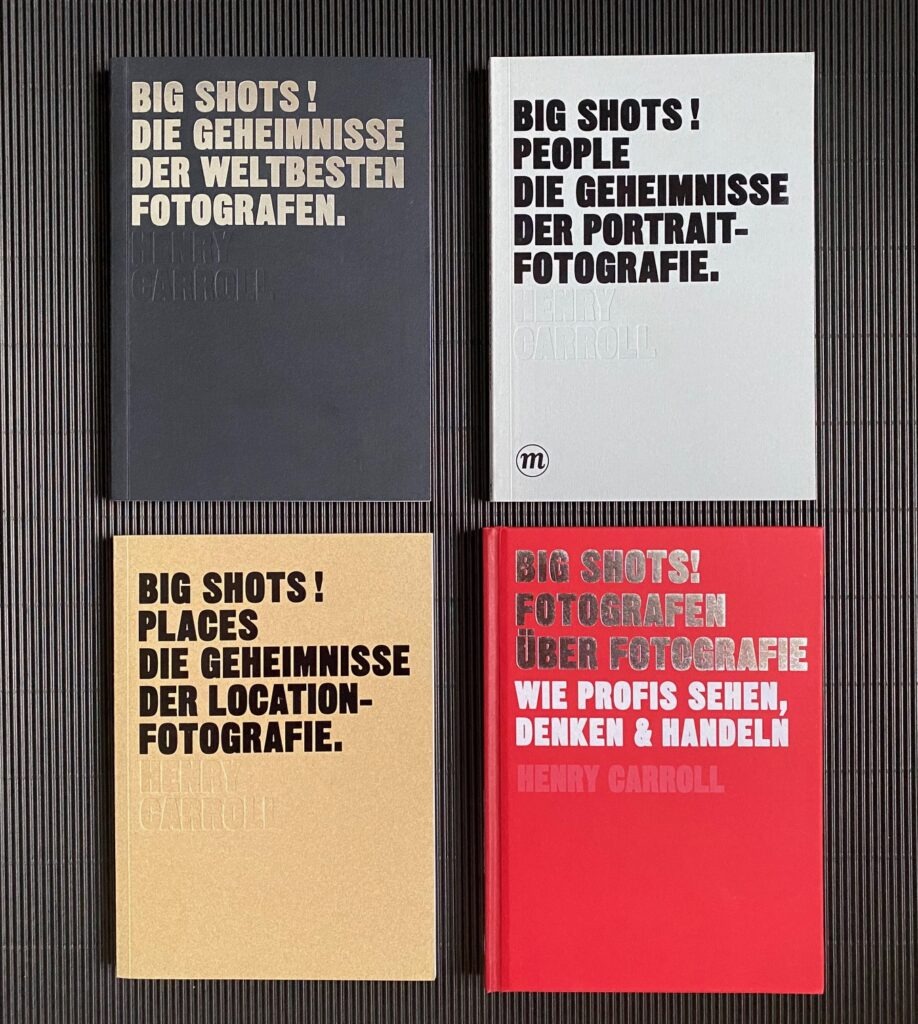 BIG SHOTS!
DIE GEHEIMNISSE
DER WELTBESTEN
FOTOGRAFEN.
HENRY
CARROLL
BIG SHOTS!
PEOPLE
DIE GEHEIMNISSE
DER PORTRAIT-
FOTOGRAFIE.
HENRY
CARROLL
m
BIG SHOTS!
PLACES
DIE GEHEIMNISSE
DER LOCATION-
FOTOGRAFIE.
HENRY
CARROLL
BIG SHOTS!
FOTOGRAFEN
ÜBER FOTOGRAFIE
WIE PROFIS SEHEN,
DENKEN & HANDELN
HENRY CARROLL